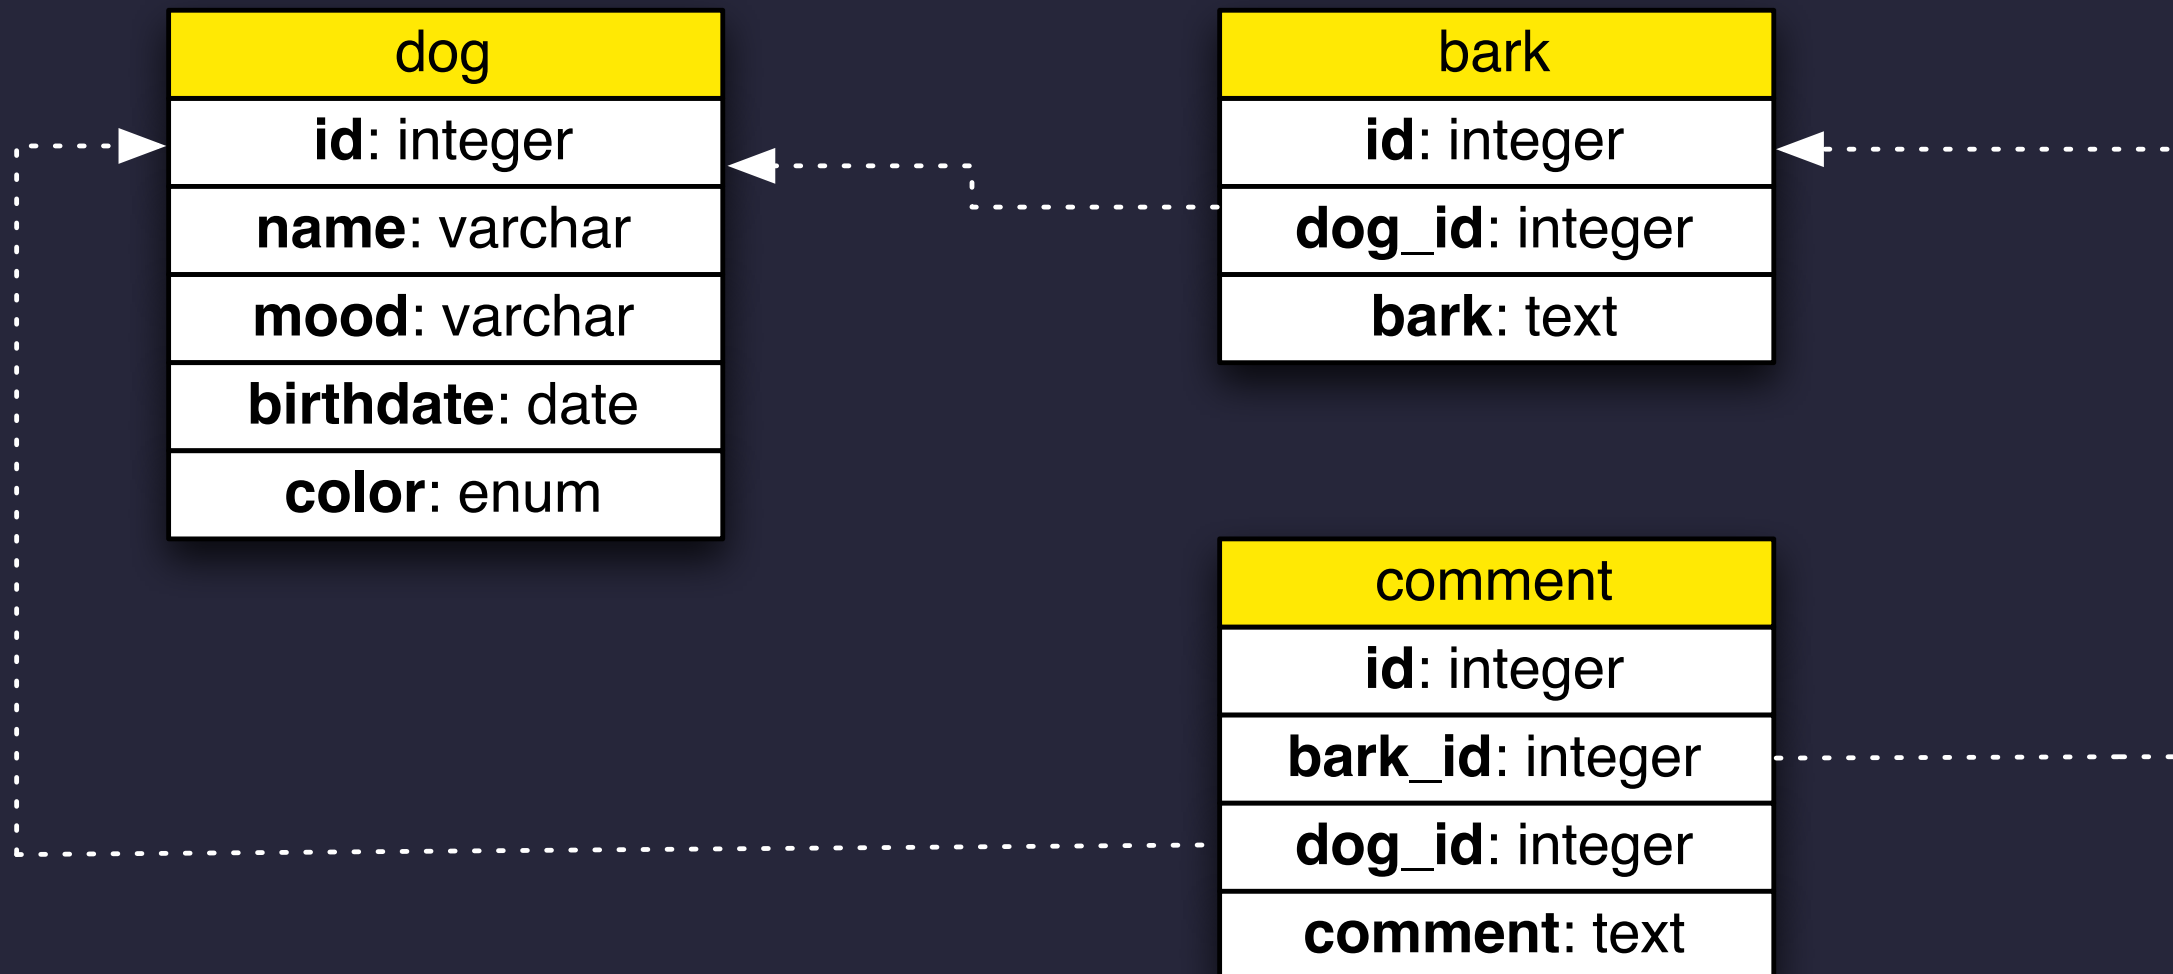 dog
id: integer
name: varchar
mood: varchar
birthdate: date
color: enum
bark
id: integer
dog_id: integer
bark: text
comment
id: integer
bark_id: integer
dog_id: integer
comment: text